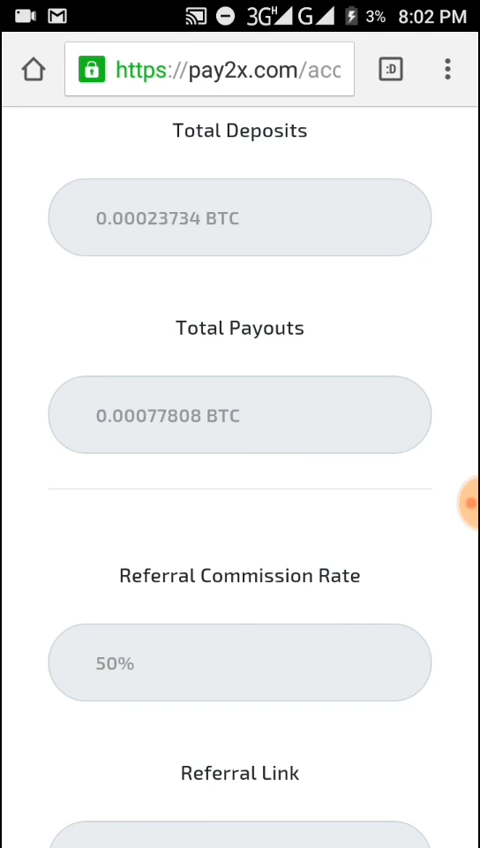 3G H G 3% 8:02 PM
https://pay2x.com/acc
:D
Total Deposits
0.00023734 BTC
Total Payouts
0.00077808 BTC
Referral Commission Rate
50%
Referral Link